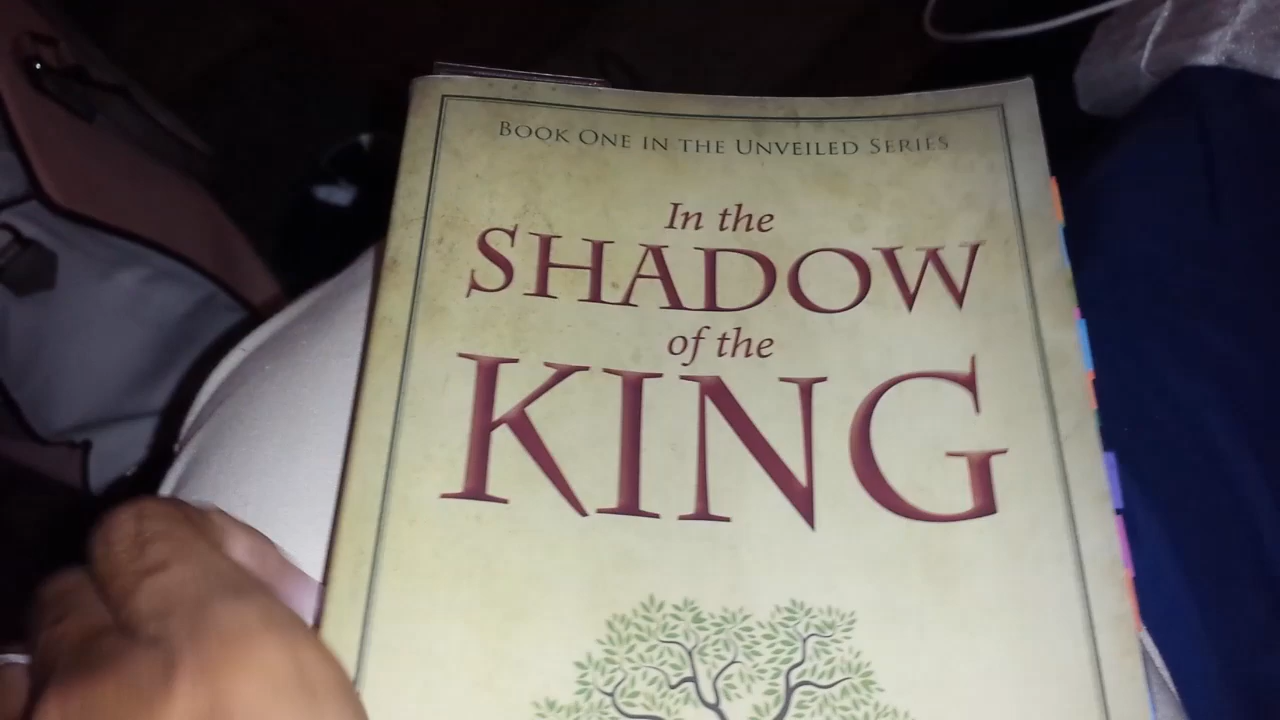 BOOK ONE IN THE UNVEILED SERIES
In the
SHADOW
of the
KING